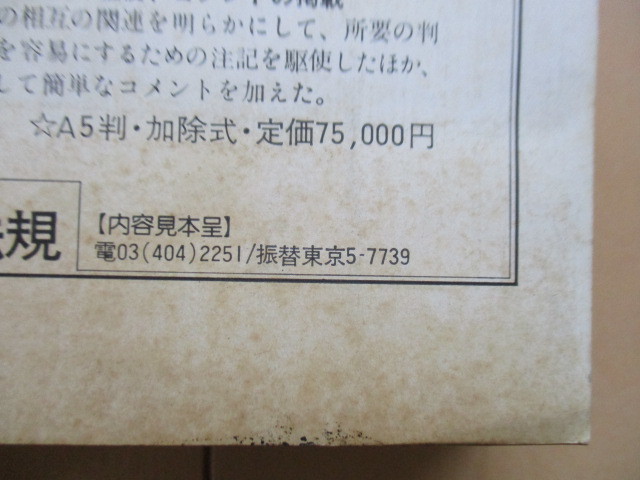 の掲載
の相互の関連を明らかにして、所要の判
を容易にするための注記を駆使したほか、
して簡単なコメントを加えた。
☆A5判・加除式・定価75,000円
規
【内容見本呈】
電03(404)2251/振替東京5-7739